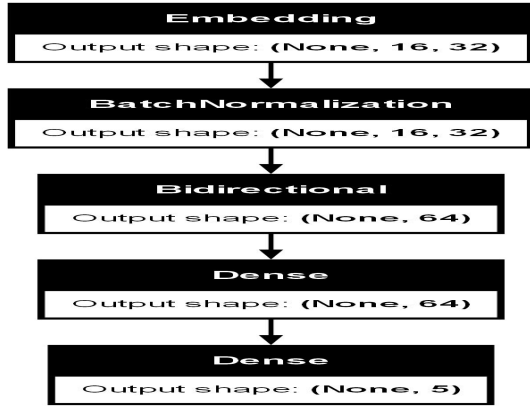 Embedding
Output shape: (None, 16, 32)
BatchNormalization
Output shape: (None, 16, 32)
Bidirectional
Output shape: (None, 64)
Dense
Output shape: (None, 64)
Dense
Output shape: (None, 5)